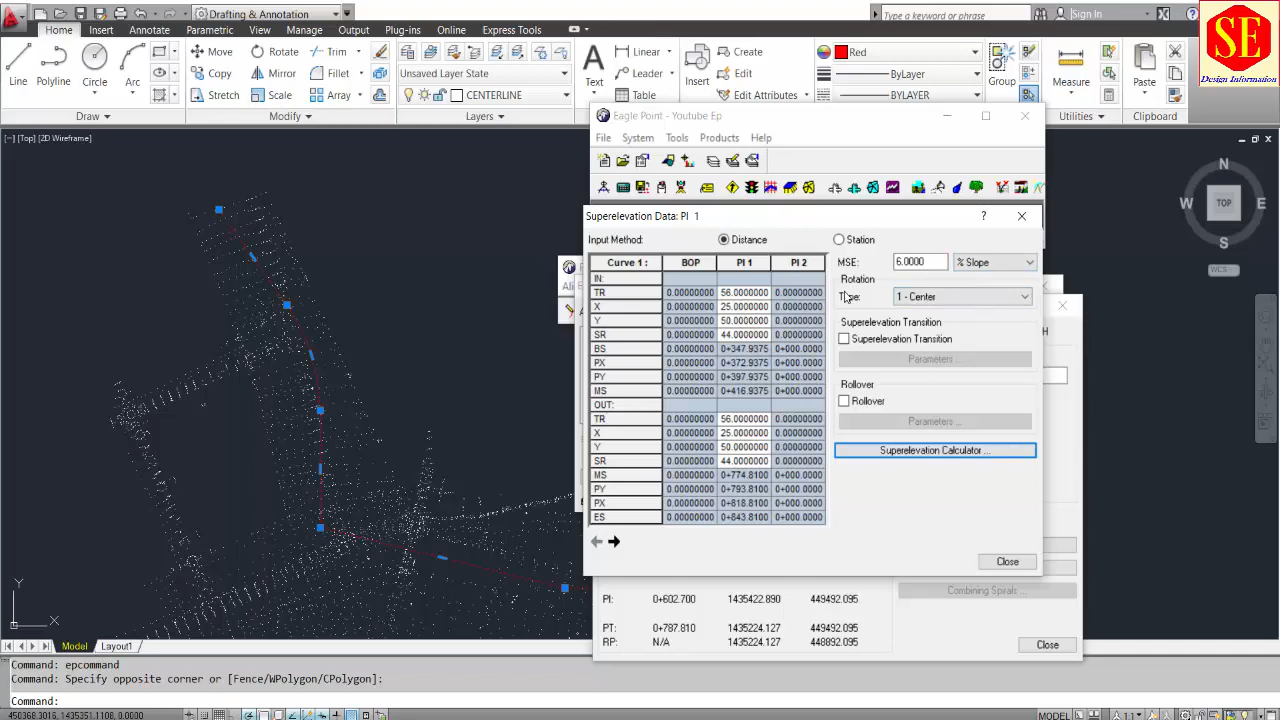 Drafting & Annotation
Type a keyword or phrase
Sign In
Home Insert Annotate Parametric View Manage Output Plug-ins Online Express Tools
Line Polyline Circle Arc
Move Rotate Trim
Copy Mirror Fillet
Stretch Scale Array
Draw Modify
Unsaved Layer State
CENTERLINE
Layers
Text
Linear
Leader
Table
Insert
Create
Edit
Edit Attributes
Red
ByLayer
BYLAYER
Group
Measure
Utilities
Paste
Clipboard
SE
Design Information
[–] [Top] [2D Wireframe]
N
W TOP E
S
WCS
Eagle Point - Youtube Ep
File System Tools Products Help
Superelevation Data: PI 1
Input Method: Distance Station
Curve 1 : BOP PI 1 PI 2
IN:
TR 0.00000000 56.0000000 0.00000000
X 0.00000000 25.0000000 0.00000000
Y 0.00000000 50.0000000 0.00000000
SR 0.00000000 44.0000000 0.00000000
BS 0.00000000 0+347.9375 0+000.0000
PX 0.00000000 0+372.9375 0+000.0000
PY 0.00000000 0+397.9375 0+000.0000
MS 0.00000000 0+416.9375 0+000.0000
OUT:
TR 0.00000000 56.0000000 0.00000000
X 0.00000000 25.0000000 0.00000000
Y 0.00000000 50.0000000 0.00000000
SR 0.00000000 44.0000000 0.00000000
MS 0.00000000 0+774.8100 0+000.0000
PY 0.00000000 0+793.8100 0+000.0000
PX 0.00000000 0+818.8100 0+000.0000
ES 0.00000000 0+843.8100 0+000.0000
MSE: 6.0000 % Slope
Rotation
1 - Center
Superelevation Transition
Superelevation Transition
Parameters ...
Rollover
Rollover
Parameters ...
Superelevation Calculator ...
Close
Combining Spirals ...
PI: 0+602.700 1435422.890 449492.095
PT: 0+787.810 1435224.127 449492.095
RP: N/A 1435224.127 448892.095
Close
Y
X
Model Layout1
Command: epcommand
Command: Specify opposite corner or [Fence/WPolygon/CPolygon]:
Command:
450368.3016, 1435351.1108, 0.0000
MODEL
1:1